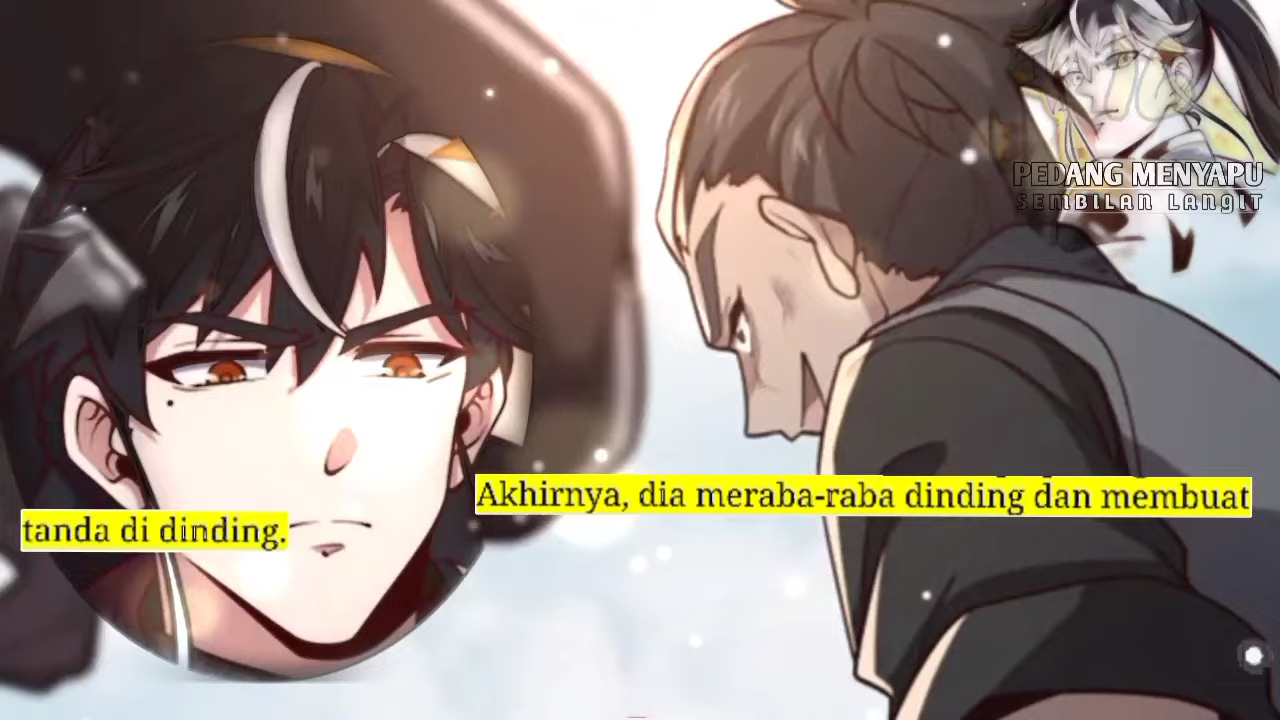 PEDANG MENYAPU
SEMBILAN LANGIT
Akhirnya, dia meraba-raba dinding dan membuat
tanda di dinding.